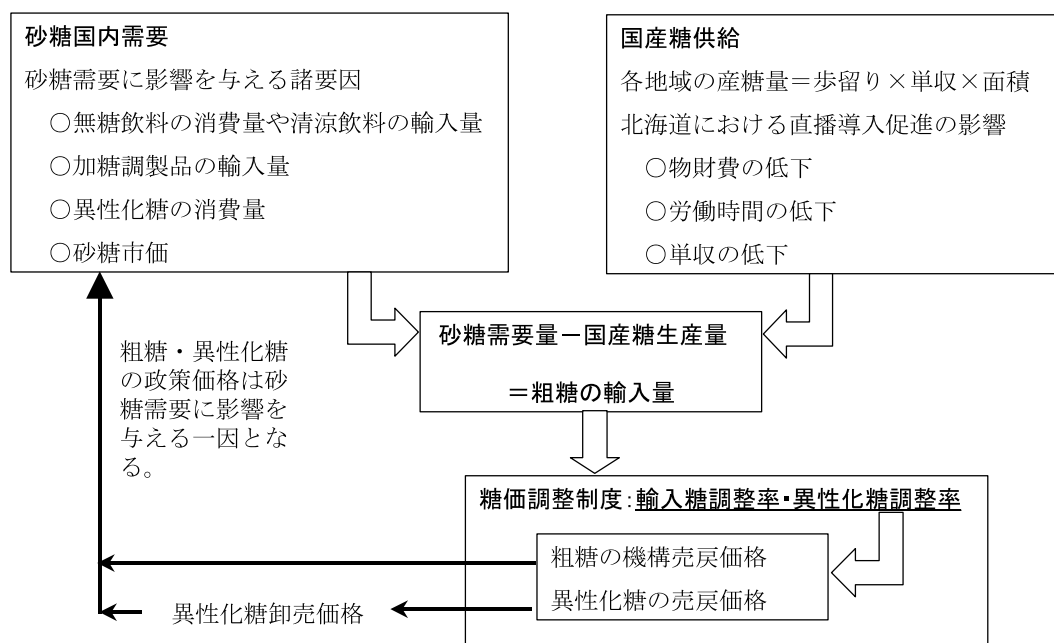 砂糖国内需要
砂糖需要に影響を与える諸要因
○無糖飲料の消費量や清涼飲料の輸入量
○加糖調製品の輸入量
○異性化糖の消費量
○砂糖市価
国産糖供給
各地域の産糖量＝歩留り×単収×面積
北海道における直播導入促進の影響
○物財費の低下
○労働時間の低下
○単収の低下
砂糖需要量－国産糖生産量
＝粗糖の輸入量
粗糖・異性化糖
の政策価格は砂
糖需要に影響を
与える一因とな
る。
糖価調整制度：輸入糖調整率・異性化糖調整率
粗糖の機構売戻価格
異性化糖の売戻価格
異性化糖卸売価格